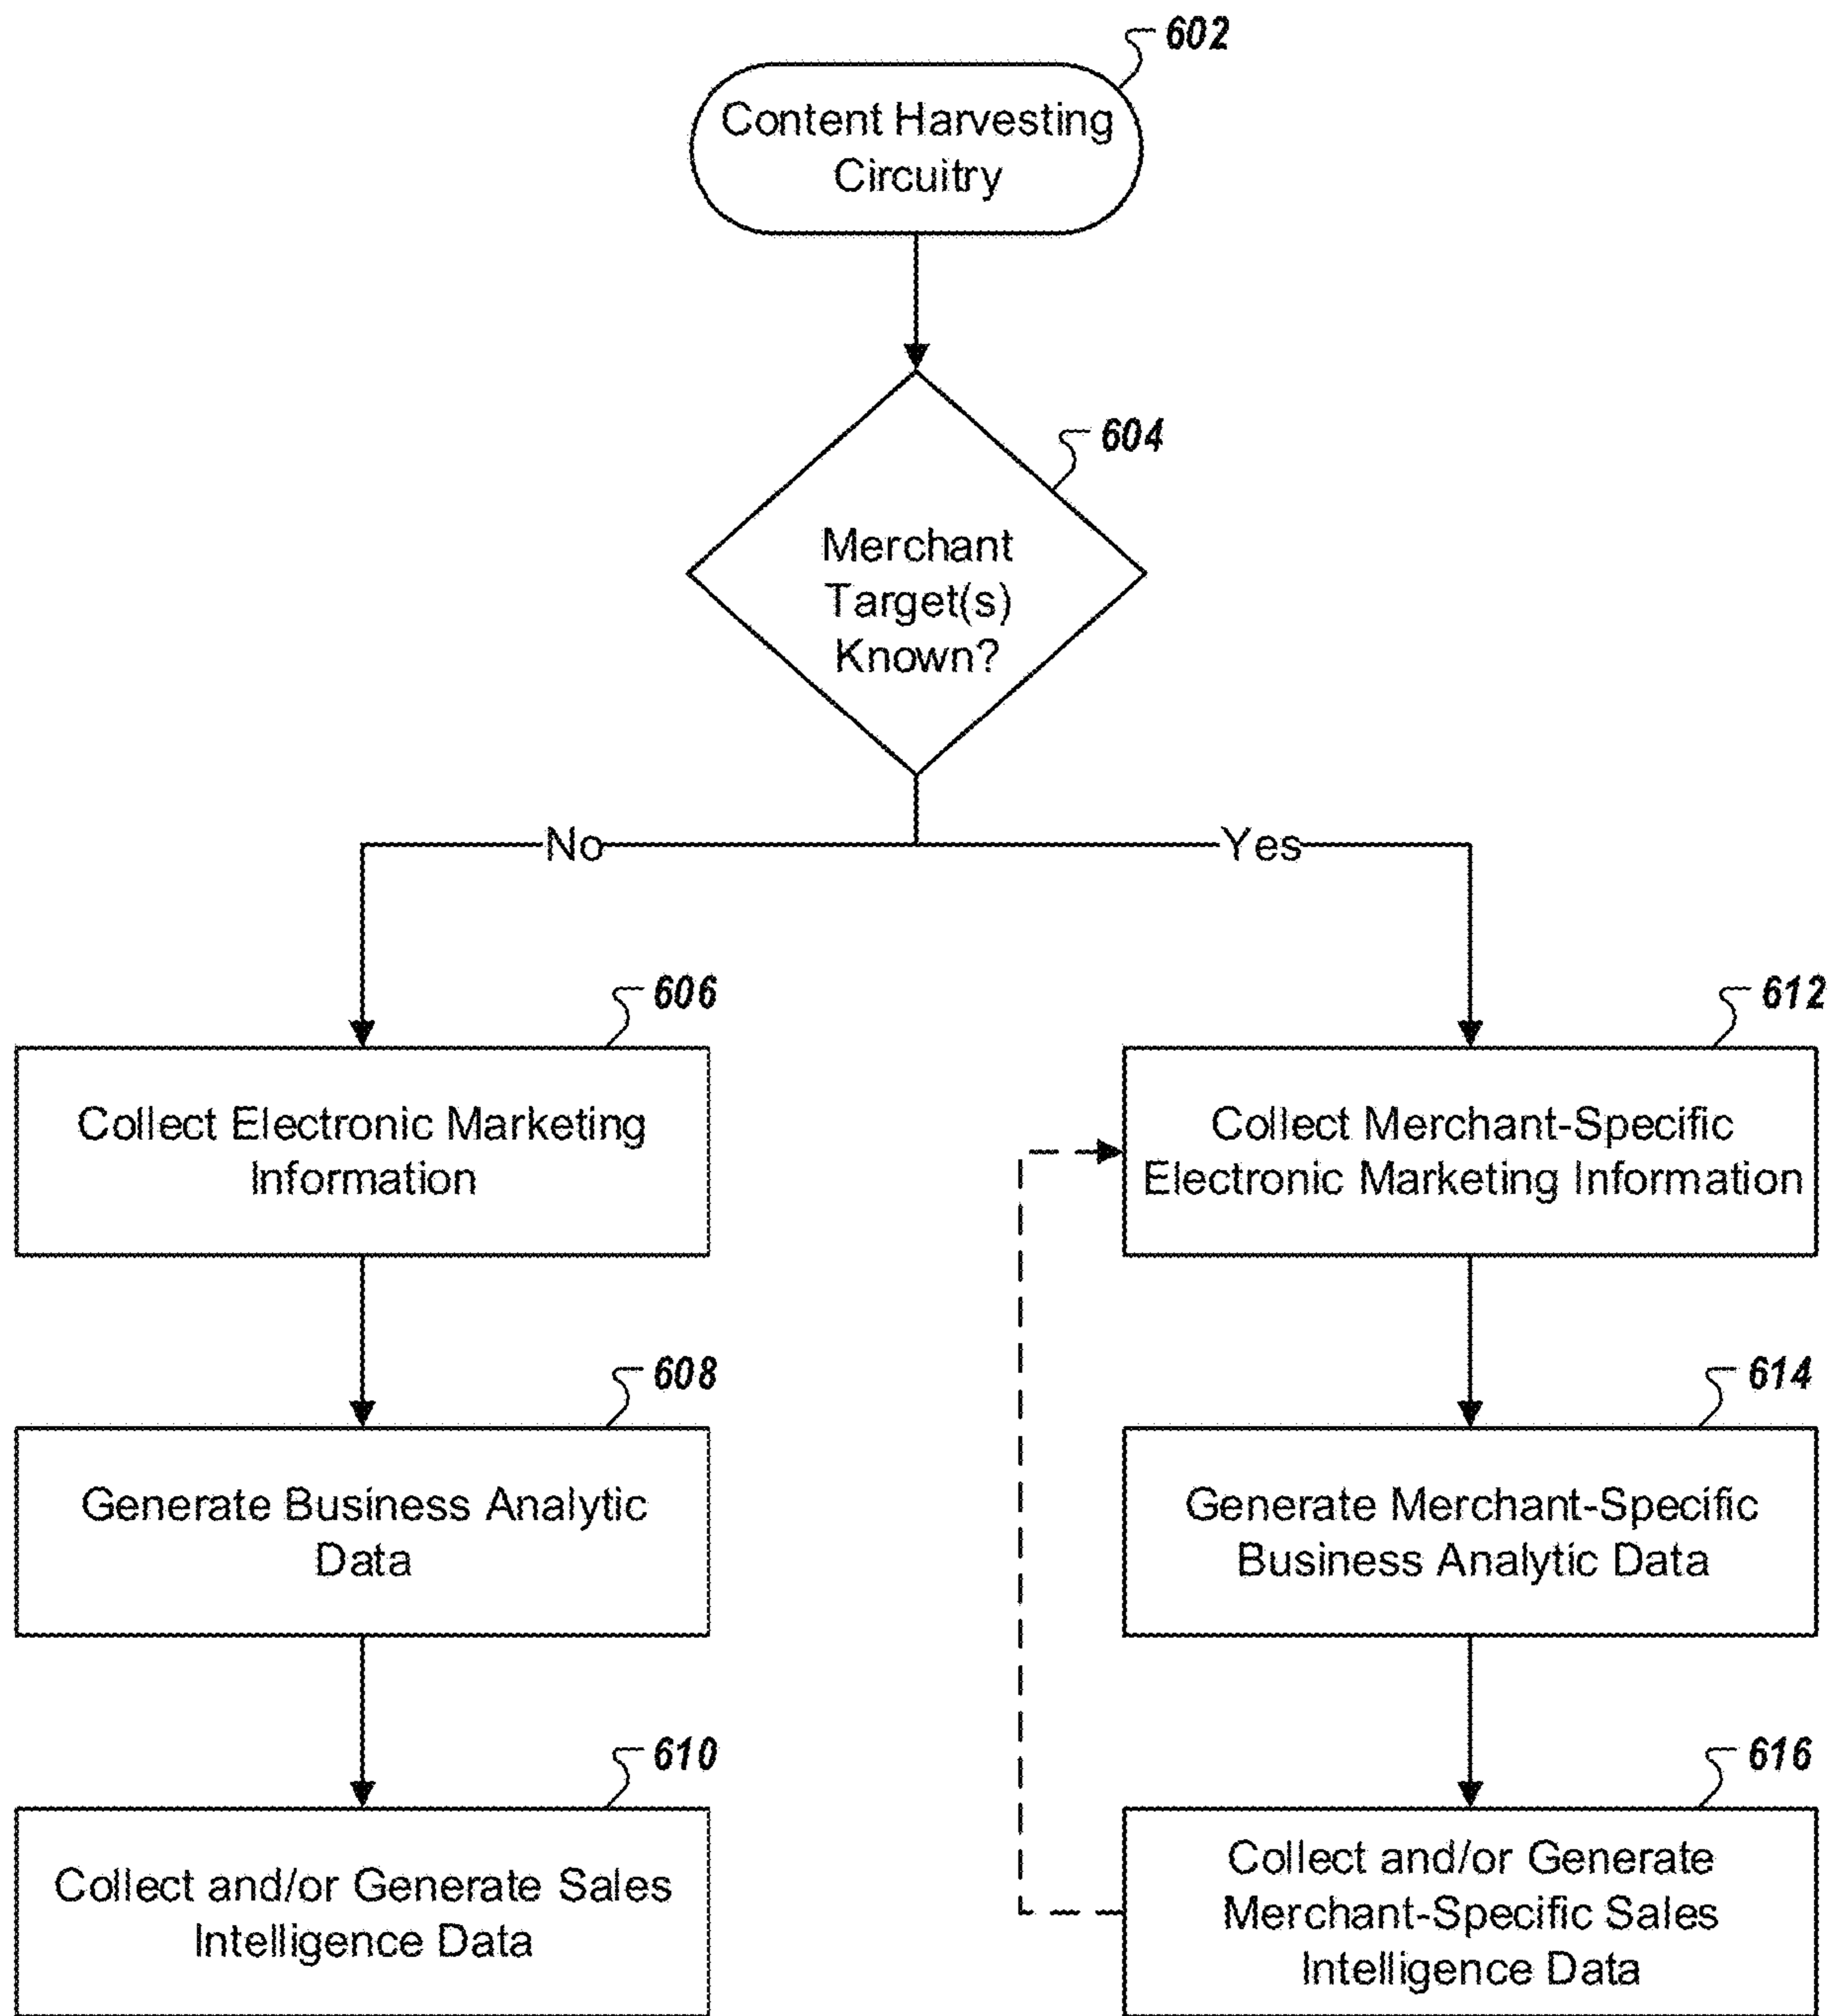 602
Content Harvesting
Circuitry
604
Merchant
Target(s)
Known?
No
Yes
606
Collect Electronic Marketing
Information
608
Generate Business Analytic
Data
610
Collect and/or Generate Sales
Intelligence Data
612
Collect Merchant-Specific
Electronic Marketing Information
614
Generate Merchant-Specific
Business Analytic Data
616
Collect and/or Generate
Merchant-Specific Sales
Intelligence Data